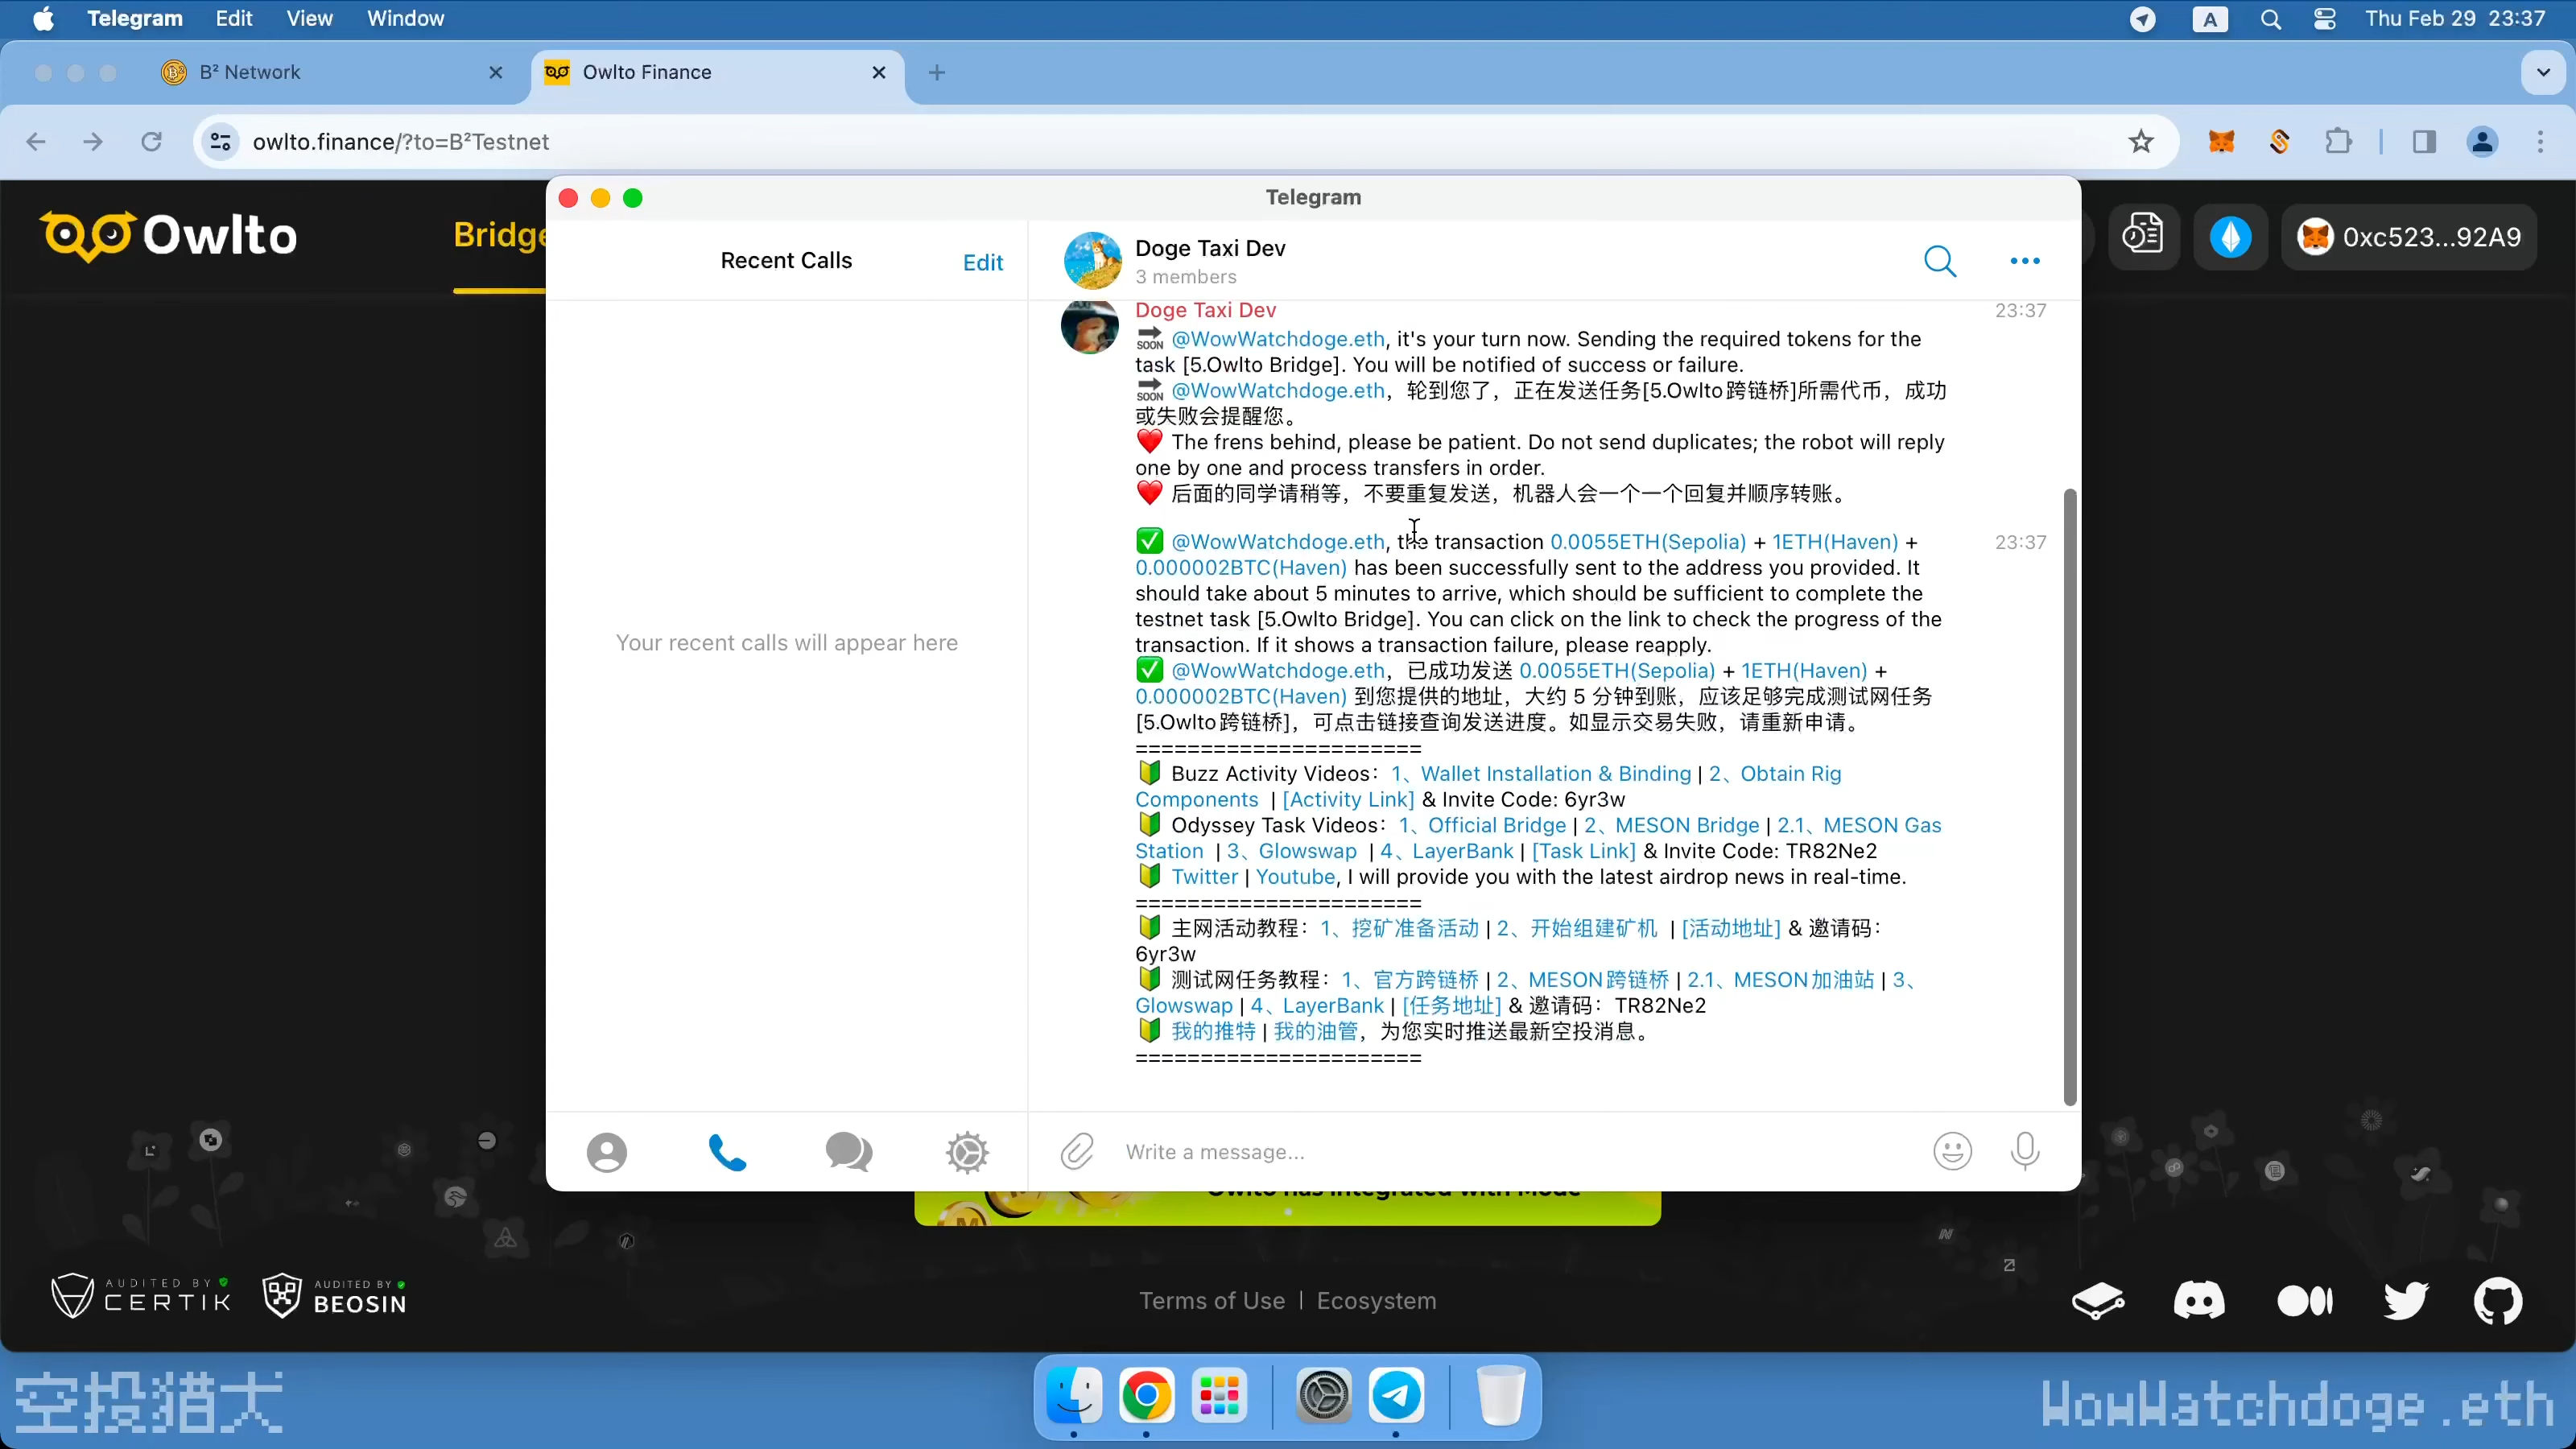 Telegram Edit View Window
A
Thu Feb 29 23:37
B² Network
Owlto Finance
owlto.finance/?to=B²Testnet
Owlto
Bridge
0xc523...92A9
Telegram
Recent Calls
Edit
Your recent calls will appear here
Doge Taxi Dev
3 members
Doge Taxi Dev
23:37
SOON @WowWatchdoge.eth, it's your turn now. Sending the required tokens for the
task [5.Owlto Bridge]. You will be notified of success or failure.
SOON @WowWatchdoge.eth，轮到您了，正在发送任务[5.Owlto跨链桥]所需代币，成功
或失败会提醒您。
❤️ The frens behind, please be patient. Do not send duplicates; the robot will reply
one by one and process transfers in order.
❤️ 后面的同学请稍等，不要重复发送，机器人会一个一个回复并顺序转账。
✅ @WowWatchdoge.eth, the transaction 0.0055ETH(Sepolia) + 1ETH(Haven) +
23:37
0.000002BTC(Haven) has been successfully sent to the address you provided. It
should take about 5 minutes to arrive, which should be sufficient to complete the
testnet task [5.Owlto Bridge]. You can click on the link to check the progress of the
transaction. If it shows a transaction failure, please reapply.
✅ @WowWatchdoge.eth，已成功发送 0.0055ETH(Sepolia) + 1ETH(Haven) +
0.000002BTC(Haven) 到您提供的地址，大约 5 分钟到账，应该足够完成测试网任务
[5.Owlto跨链桥]，可点击链接查询发送进度。如显示交易失败，请重新申请。
======================
🔰 Buzz Activity Videos：1、Wallet Installation & Binding | 2、Obtain Rig
Components | [Activity Link] & Invite Code: 6yr3w
🔰 Odyssey Task Videos：1、Official Bridge | 2、MESON Bridge | 2.1、MESON Gas
Station | 3、Glowswap | 4、LayerBank | [Task Link] & Invite Code: TR82Ne2
🔰 Twitter | Youtube, I will provide you with the latest airdrop news in real-time.
======================
🔰 主网活动教程：1、挖矿准备活动 | 2、开始组建矿机 | [活动地址] & 邀请码：
6yr3w
🔰 测试网任务教程：1、官方跨链桥 | 2、MESON跨链桥 | 2.1、MESON加油站 | 3、
Glowswap | 4、LayerBank | [任务地址] & 邀请码：TR82Ne2
🔰 我的推特 | 我的油管，为您实时推送最新空投消息。
======================
Write a message...
Owlto has integrated with Mode
AUDITED BY
CERTIK
AUDITED BY
BEOSIN
Terms of Use | Ecosystem
空投猫犬
WowWatchdoge.eth